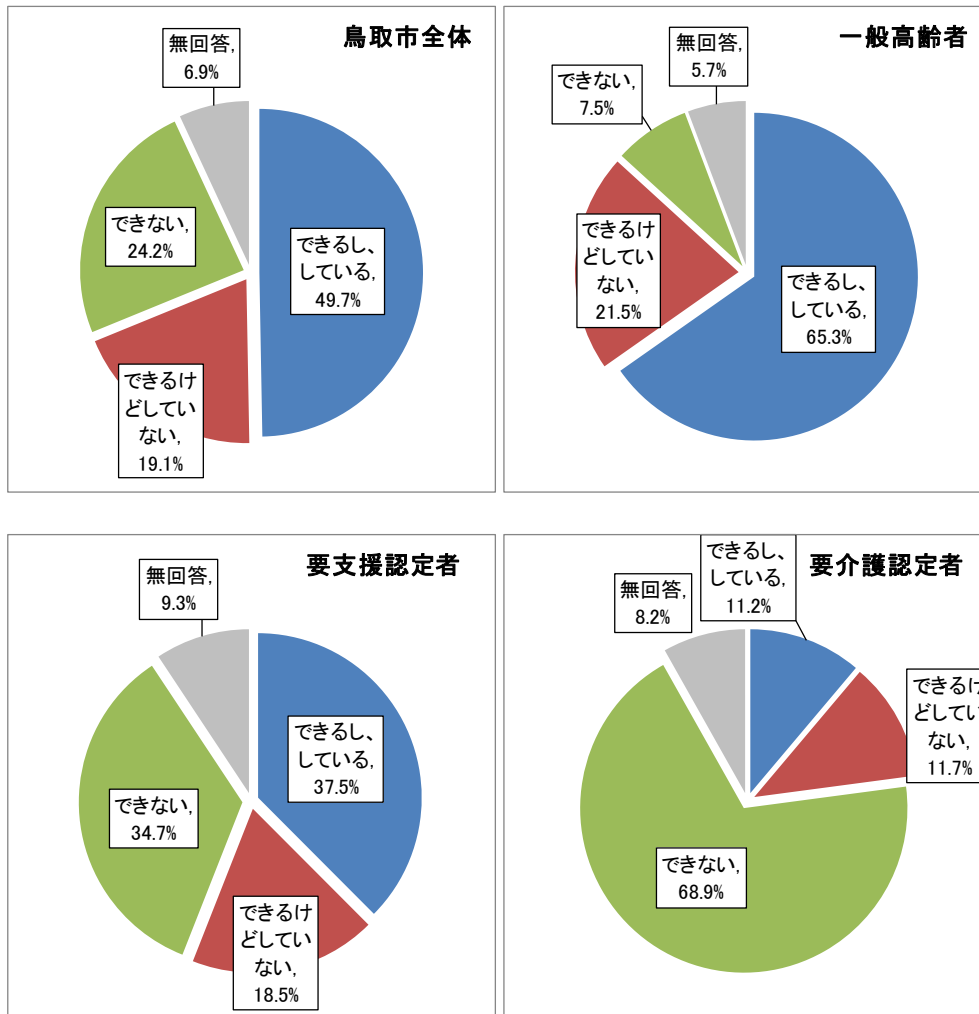 鳥取市全体
無回答,
6.9%
できるし、
している,
49.7%
できない,
24.2%
できるけ
どしてい
ない,
19.1%
一般高齢者
無回答,
5.7%
できない,
7.5%
できるけ
どしてい
ない,
21.5%
できるし、
している,
65.3%
要支援認定者
無回答,
9.3%
できるし、
している,
37.5%
できない,
34.7%
できるけ
どしてい
ない,
18.5%
要介護認定者
できるし、
している,
11.2%
無回答,
8.2%
できるけ
どしてい
ない,
11.7%
できない,
68.9%